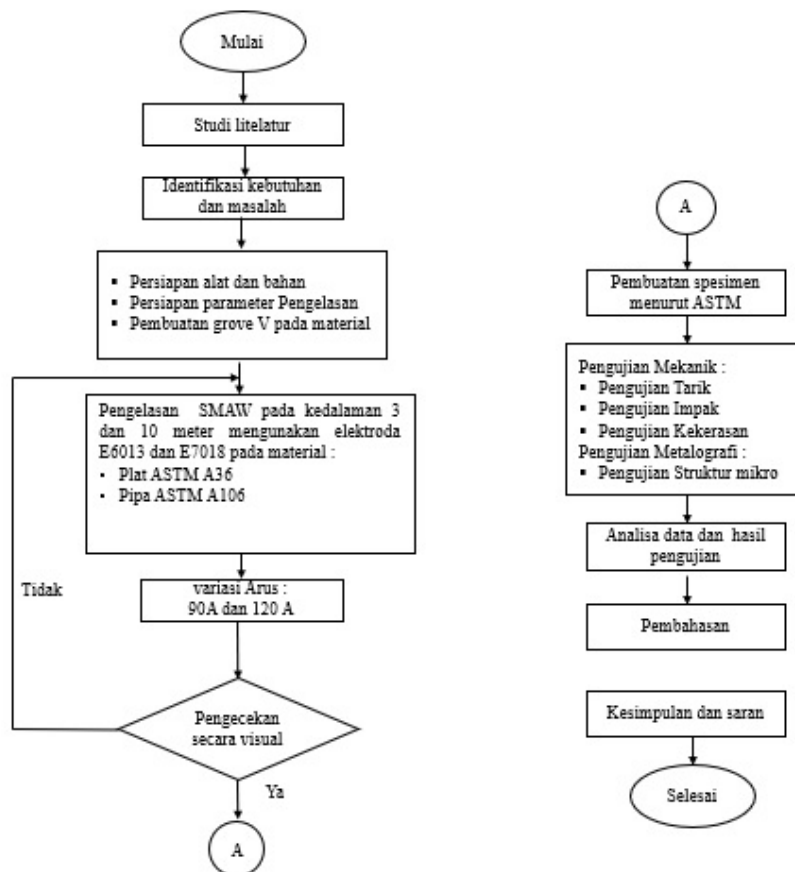 Mulai
Studi litelatur
Identifikasi kebutuhan
dan masalah
▪ Persiapan alat dan bahan
▪ Persiapan parameter Pengelasan
▪ Pembuatan grove V pada material
Pengelasan SMAW pada kedalaman 3
dan 10 meter mengunakan elektroda
E6013 dan E7018 pada material :
• Plat ASTM A36
• Pipa ASTM A106
Tidak
variasi Arus :
90A dan 120 A
Pengecekan
secara visual
Ya
A
A
Pembuatan spesimen
menurut ASTM
Pengujian Mekanik :
▪ Pengujian Tarik
▪ Pengujian Impak
▪ Pengujian Kekerasan
Pengujian Metalografi :
▪ Pengujian Struktur mikro
Analisa data dan hasil
pengujian
Pembahasan
Kesimpulan dan saran
Selesai